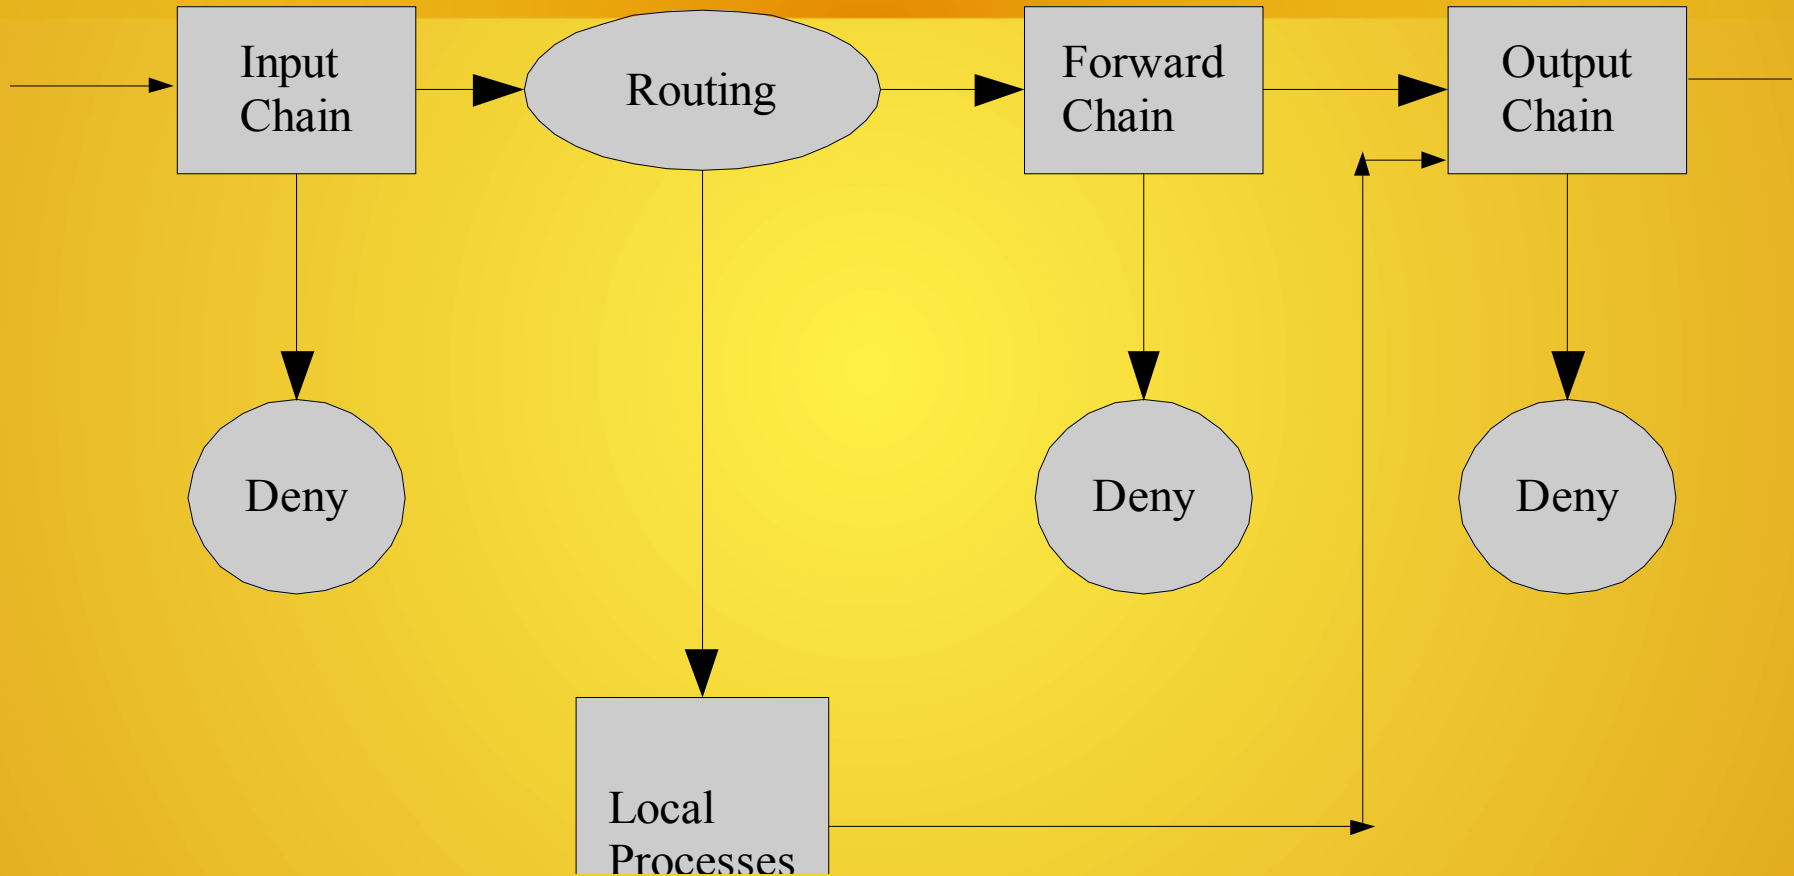 Input
Chain
Routing
Forward
Chain
Output
Chain
Deny
Deny
Deny
Local
Processes